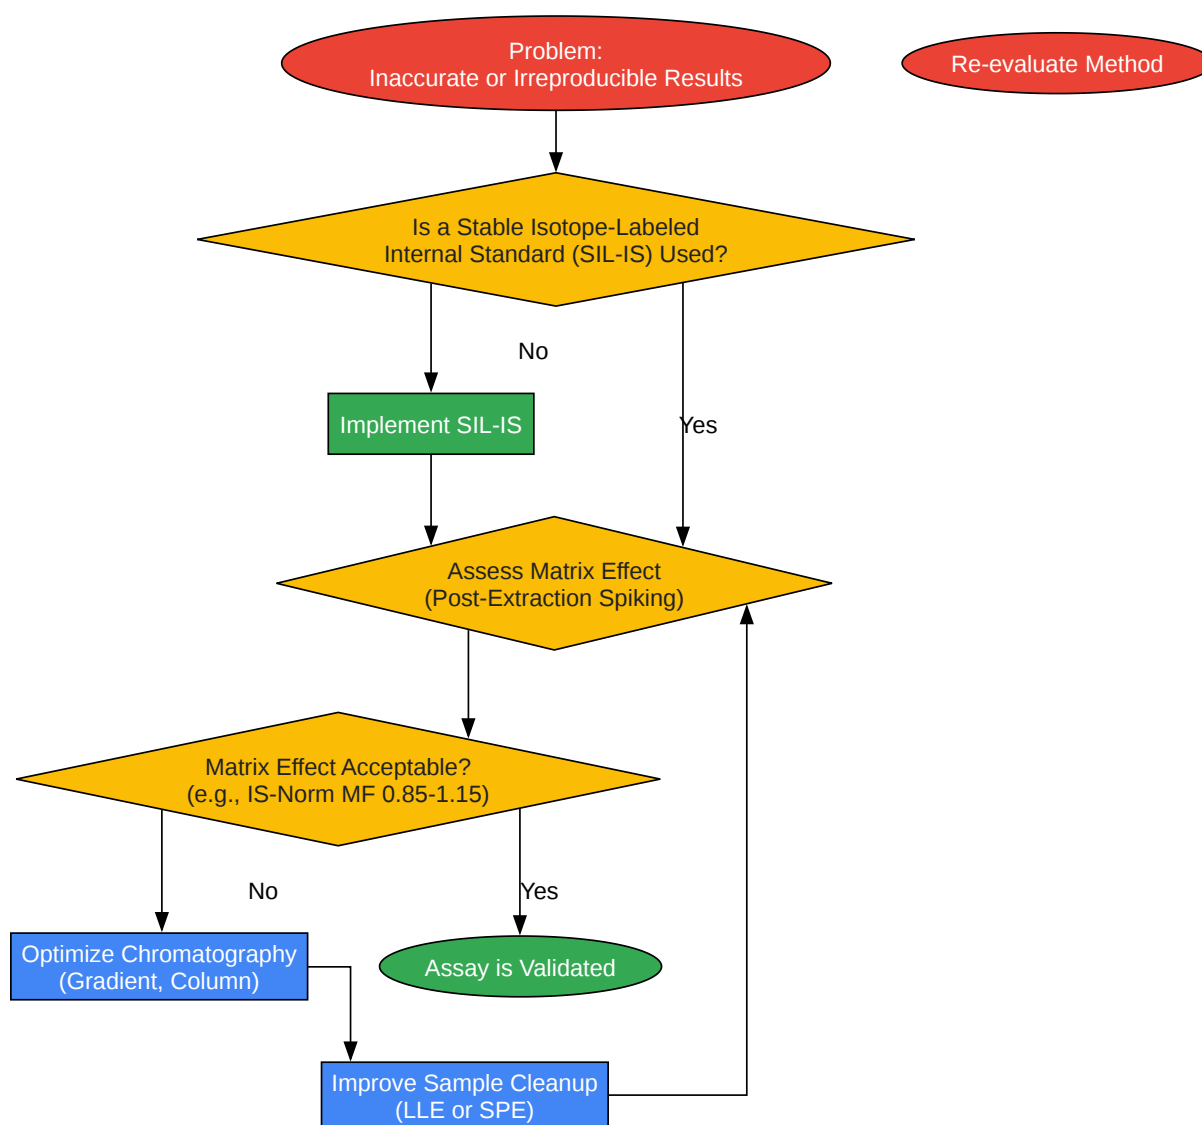 Problem:
Inaccurate or Irreproducible Results
Re-evaluate Method
Is a Stable Isotope-Labeled
Internal Standard (SIL-IS) Used?
No
Implement SIL-IS
Yes
Assess Matrix Effect
(Post-Extraction Spiking)
Matrix Effect Acceptable?
(e.g., IS-Norm MF 0.85-1.15)
No
Yes
Optimize Chromatography
(Gradient, Column)
Assay is Validated
Improve Sample Cleanup
(LLE or SPE)